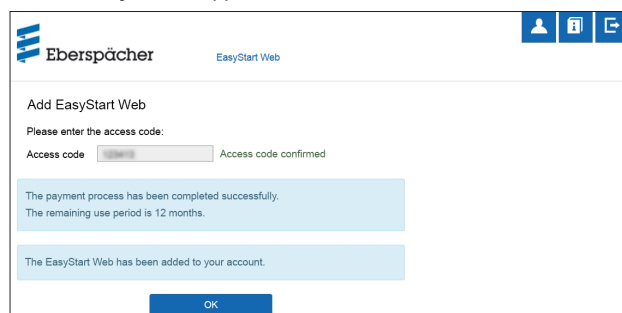 Eberspächer
EasyStart Web
Add EasyStart Web
Please enter the access code:
Access code
Access code confirmed
The payment process has been completed successfully.
The remaining use period is 12 months.
The EasyStart Web has been added to your account.
OK